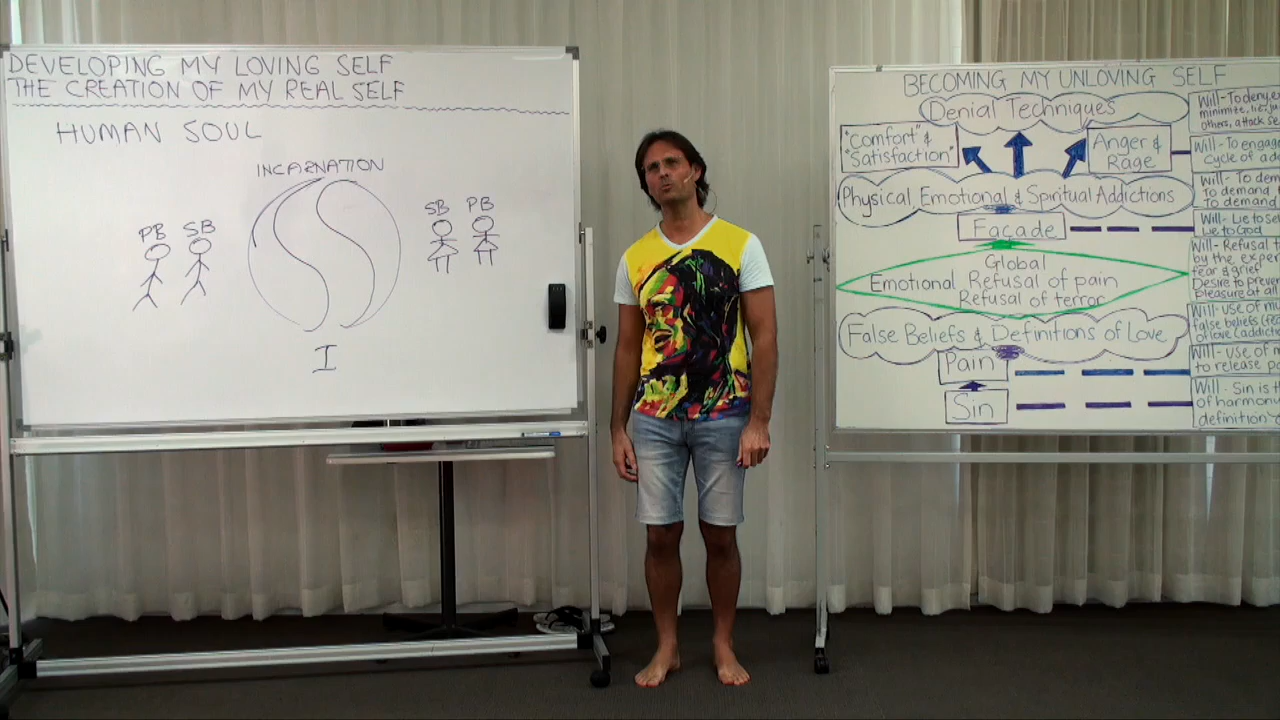 DEVELOPING MY LOVING SELF
THE CREATION OF MY REAL SELF
HUMAN SOUL
INCARNATION
PB SB
SB PB
I
BECOMING MY UNLOVING SELF
Denial Techniques
"Comfort" &
"Satisfaction"
Anger &
Rage
Physical, Emotional & Spiritual Addictions
Façade
Global
Emotional Refusal of pain
Refusal of terror
False Beliefs & Definitions of Love
Pain
Sin
Will - To deny
minimize, lie,
others, attack
Will - To engage
cycle of a
Will - To dem
To demand
Will - Lie to se
Lie to God
Will - Refusal
by the exper
fear & grief
Desire to preve
pleasure at al
Will - use of m
false beliefs
of love
Will - use of m
to release
Will - Sin is t
of harmon
definition